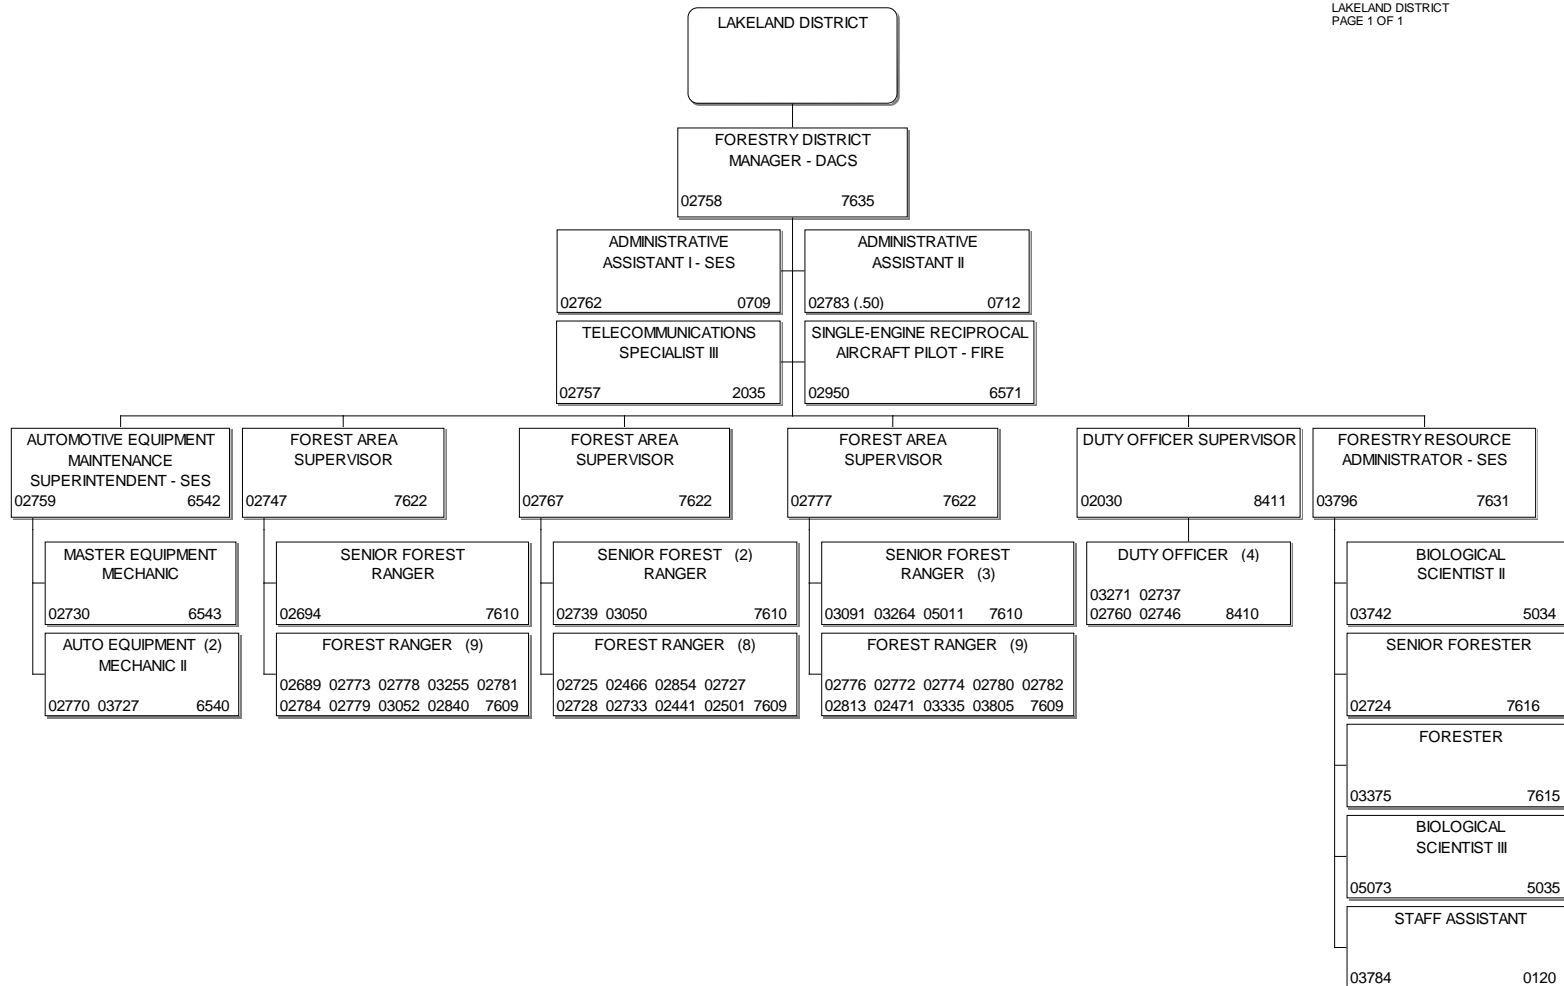 LAKELAND DISTRICT
PAGE 1 OF 1
LAKELAND DISTRICT
FORESTRY DISTRICT
MANAGER - DACS
02758 7635
ADMINISTRATIVE
ASSISTANT I - SES
02762 0709
ADMINISTRATIVE
ASSISTANT II
02783 (.50) 0712
TELECOMMUNICATIONS
SPECIALIST III
02757 2035
SINGLE-ENGINE RECIPROCAL
AIRCRAFT PILOT - FIRE
02950 6571
AUTOMOTIVE EQUIPMENT
MAINTENANCE
SUPERINTENDENT - SES
02759 6542
MASTER EQUIPMENT
MECHANIC
02730 6543
AUTO EQUIPMENT (2)
MECHANIC II
02770 03727 6540
FOREST AREA
SUPERVISOR
02747 7622
SENIOR FOREST
RANGER
02694 7610
FOREST RANGER (9)
02689 02773 02778 03255 02781
02784 02779 03052 02840 7609
FOREST AREA
SUPERVISOR
02767 7622
SENIOR FOREST (2)
RANGER
02739 03050 7610
FOREST RANGER (8)
02725 02466 02854 02727
02728 02733 02441 02501 7609
FOREST AREA
SUPERVISOR
02777 7622
SENIOR FOREST
RANGER (3)
03091 03264 05011 7610
FOREST RANGER (9)
02776 02772 02774 02780 02782
02813 02471 03335 03805 7609
DUTY OFFICER SUPERVISOR
02030 8411
DUTY OFFICER (4)
03271 02737
02760 02746 8410
FORESTRY RESOURCE
ADMINISTRATOR - SES
03796 7631
BIOLOGICAL
SCIENTIST II
03742 5034
SENIOR FORESTER
02724 7616
FORESTER
03375 7615
BIOLOGICAL
SCIENTIST III
05073 5035
STAFF ASSISTANT
03784 0120